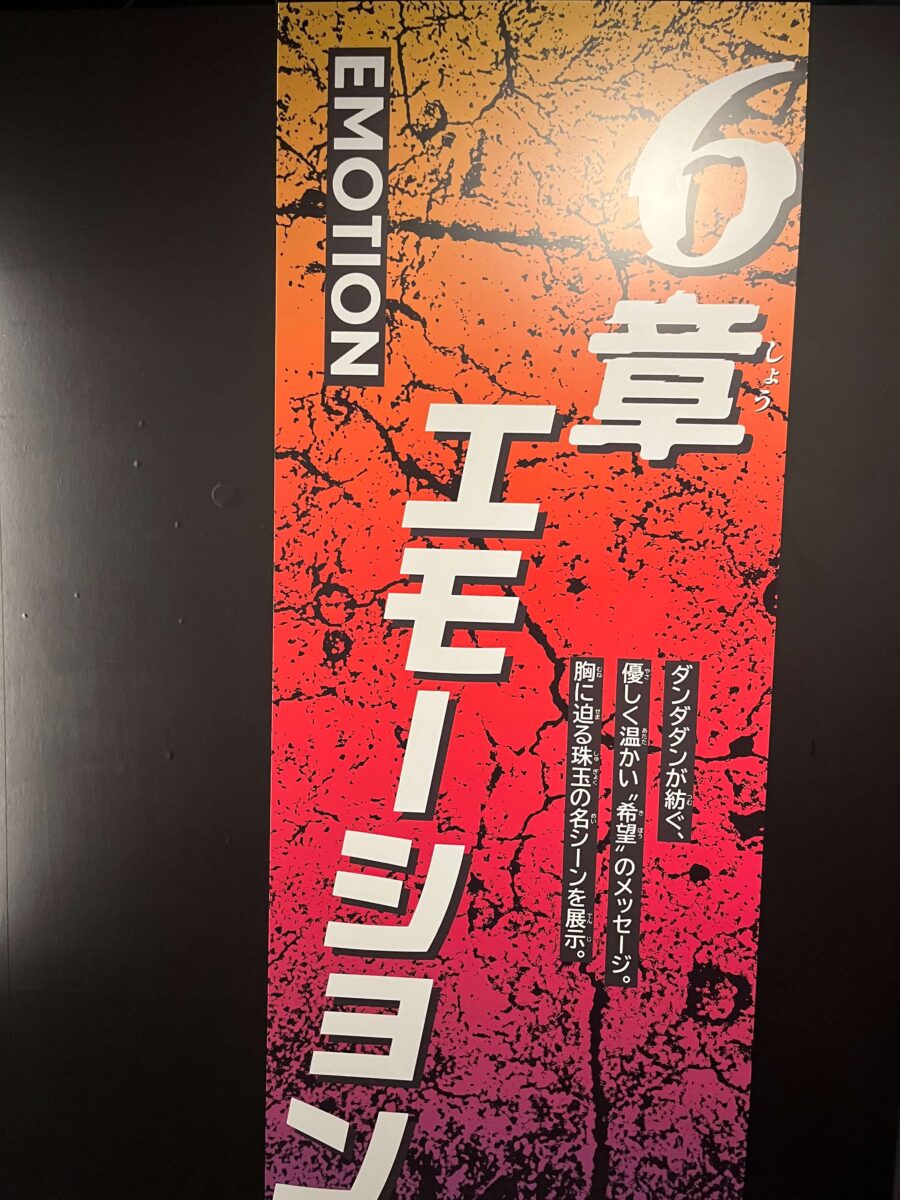 6章
しょう
EMOTION
エモーション
ダンダダンが紡ぐ、
優しく温かい“希望”のメッセージ。
胸に迫る珠玉の名シーンを展示。